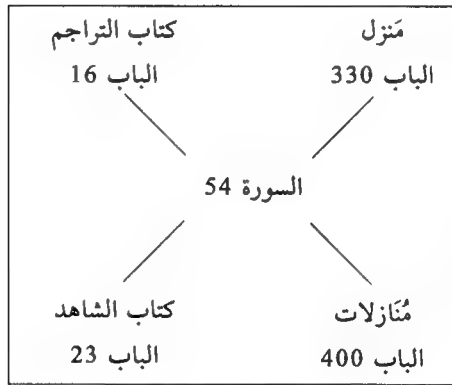 مَنزل
الباب 330
كتاب التراجم
الباب 16
السورة 54
مُنَازلات
الباب 400
كتاب الشاهد
الباب 23